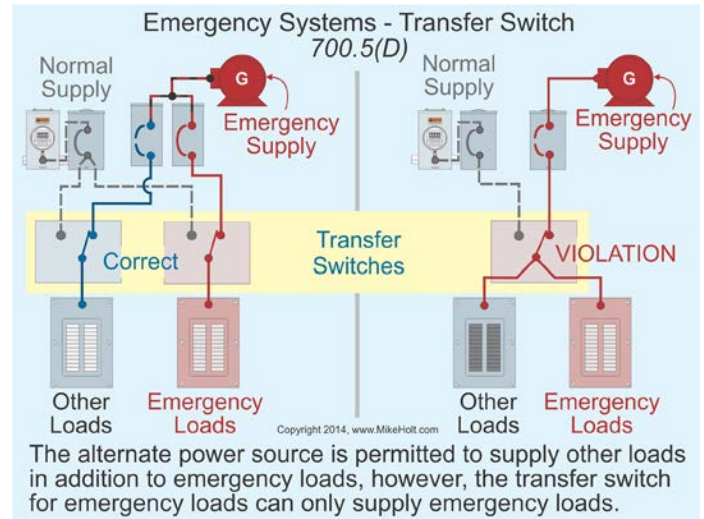 Emergency Systems - Transfer Switch
700.5(D)
Normal
Supply
G
Emergency
Supply
Correct
Transfer
Switches
Other
Loads
Emergency
Loads
Normal
Supply
G
Emergency
Supply
VIOLATION
Other
Loads
Emergency
Loads
Copyright 2014, www.MikeHolt.com
The alternate power source is permitted to supply other loads
in addition to emergency loads, however, the transfer switch
for emergency loads can only supply emergency loads.